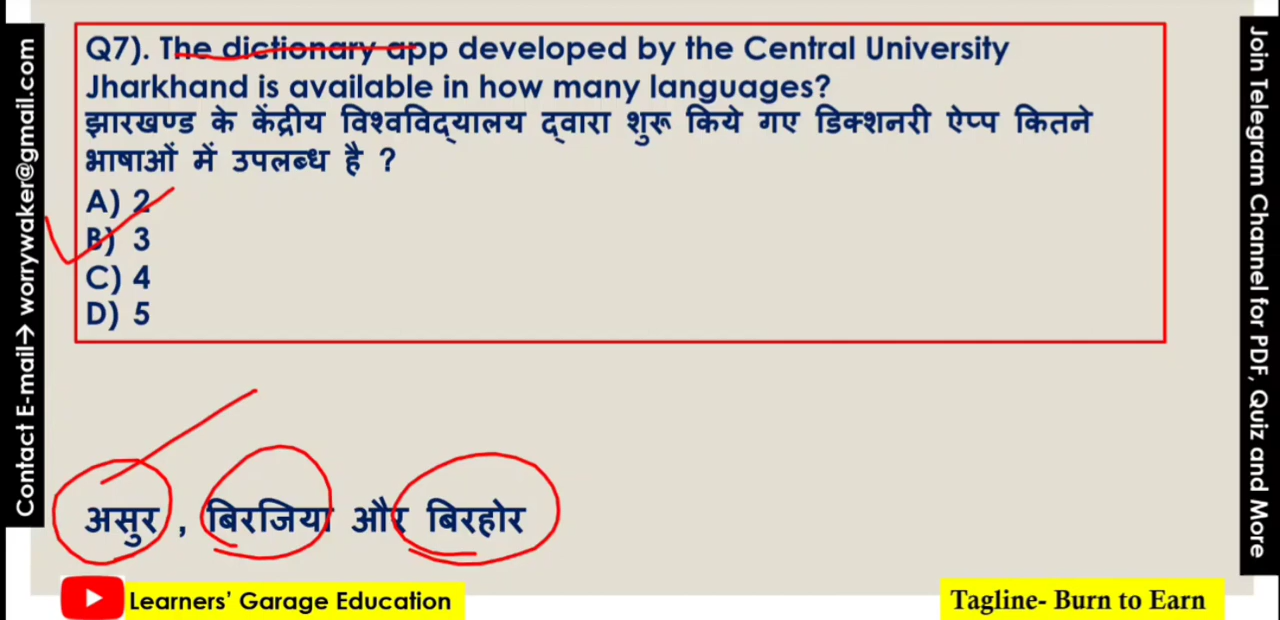 Q7). The dictionary app developed by the Central University
Jharkhand is available in how many languages?
झारखण्ड के केंद्रीय विश्वविद्यालय द्वारा शुरू किये गए डिक्शनरी ऐप्प कितने
भाषाओं में उपलब्ध है ?
A) 2
B) 3
C) 4
D) 5
असुर , बिरजिया और बिरहोर
Learners’ Garage Education
Tagline- Burn to Earn
Contact E-mail→ worrywaker@gmail.com
Join Telegram Channel for PDF, Quiz and More